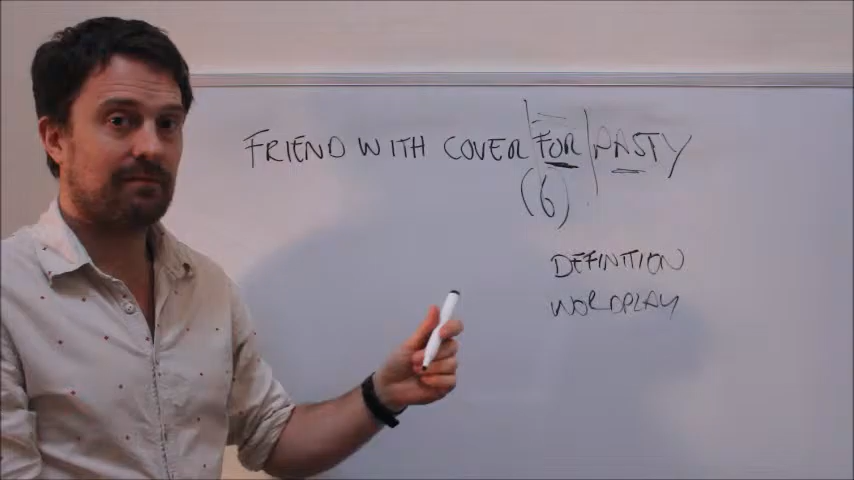 FRIEND WITH COVER FOR PASTY
(6)
DEFINITION
WORDPLAY